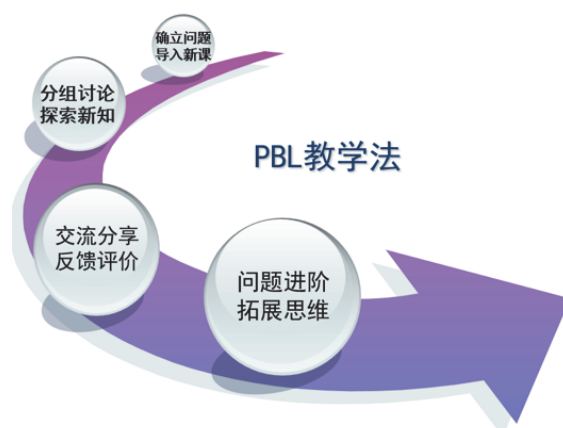 确立问题
导入新课
分组讨论
探索新知
PBL教学法
交流分享
反馈评价
问题进阶
拓展思维